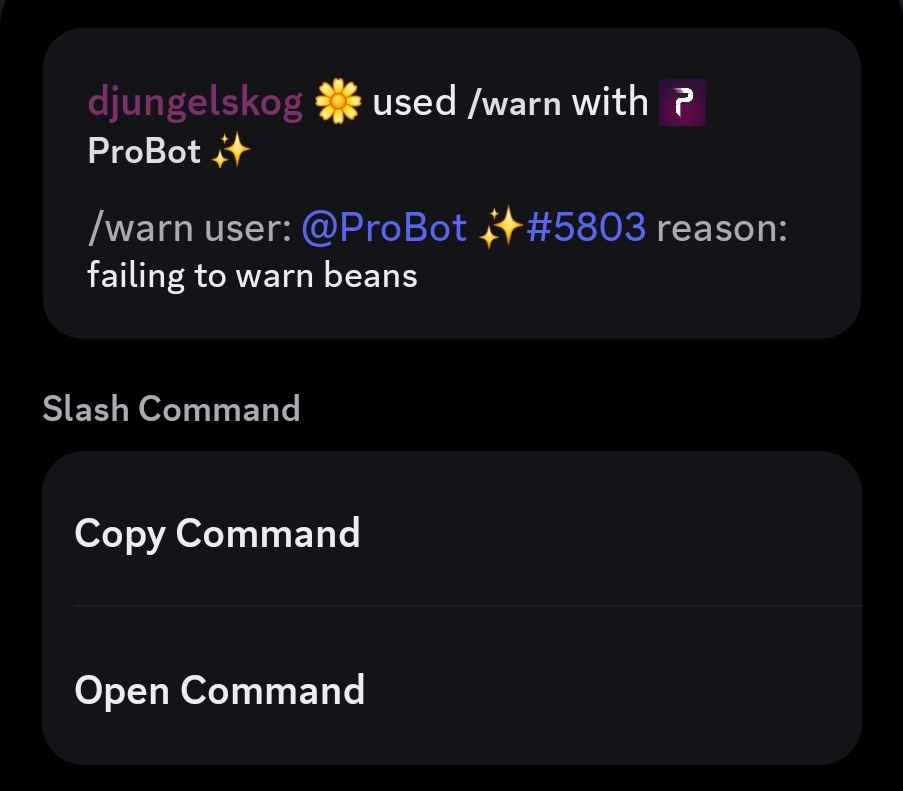 djungelskog 🌼 used /warn with
ProBot ✨
/warn user: @ProBot ✨#5803 reason:
failing to warn beans
Slash Command
Copy Command
Open Command